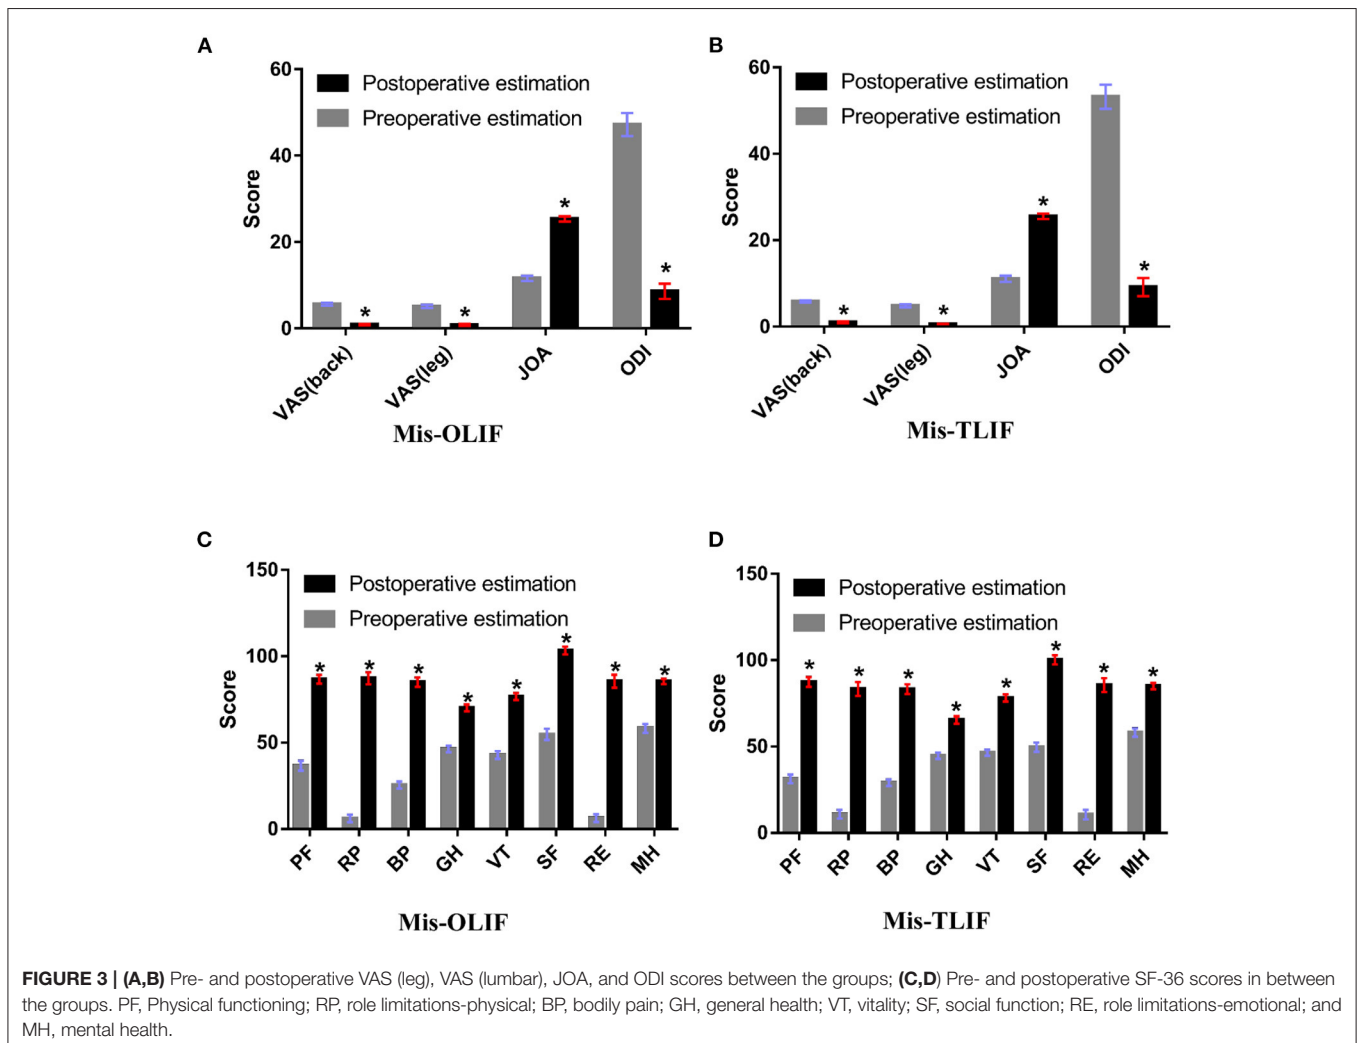 A
60
40
20
0
Score
Postoperative estimation
Preoperative estimation
*
*
*
*
VAS(back)
VAS(leg)
JOA
ODI
Mis-OLIF
B
60
40
20
0
Score
Postoperative estimation
Preoperative estimation
*
*
*
*
VAS(back)
VAS(leg)
JOA
ODI
Mis-TLIF
C
150
100
50
0
Score
Postoperative estimation
Preoperative estimation
*
*
*
*
*
*
*
*
PF
RP
BP
GH
VT
SF
RE
MH
Mis-OLIF
D
150
100
50
0
Score
Postoperative estimation
Preoperative estimation
*
*
*
*
*
*
*
*
PF
RP
BP
GH
VT
SF
RE
MH
Mis-TLIF
FIGURE 3 | (A,B) Pre- and postoperative VAS (leg), VAS (lumbar), JOA, and ODI scores between the groups; (C,D) Pre- and postoperative SF-36 scores in between
the groups. PF, Physical functioning; RP, role limitations-physical; BP, bodily pain; GH, general health; VT, vitality; SF, social function; RE, role limitations-emotional; and
MH, mental health.